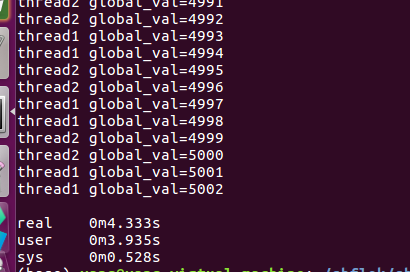 thread2 global_val=4991
thread2 global_val=4992
thread1 global_val=4993
thread1 global_val=4994
thread2 global_val=4995
thread2 global_val=4996
thread1 global_val=4997
thread1 global_val=4998
thread2 global_val=4999
thread2 global_val=5000
thread1 global_val=5001
thread1 global_val=5002
real 0m4.333s
user 0m3.935s
sys 0m0.528s